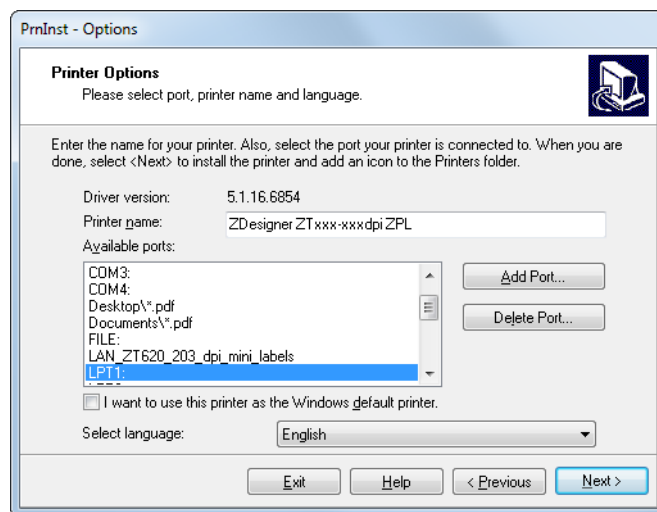 PrnInst - Options
Printer Options
Please select port, printer name and language.
Enter the name for your printer. Also, select the port your printer is connected to. When you are
done, select <Next> to install the printer and add an icon to the Printers folder.
Driver version: 5.1.16.6854
Printer name: ZDesigner ZTxxx-xxxdpi ZPL
Available ports:
COM3:
COM4:
Desktop\*.pdf
Documents\*.pdf
FILE:
LAN_ZT620_203_dpi_mini_labels
LPT1:
Add Port...
Delete Port...
I want to use this printer as the Windows default printer.
Select language: English
Exit Help < Previous Next >